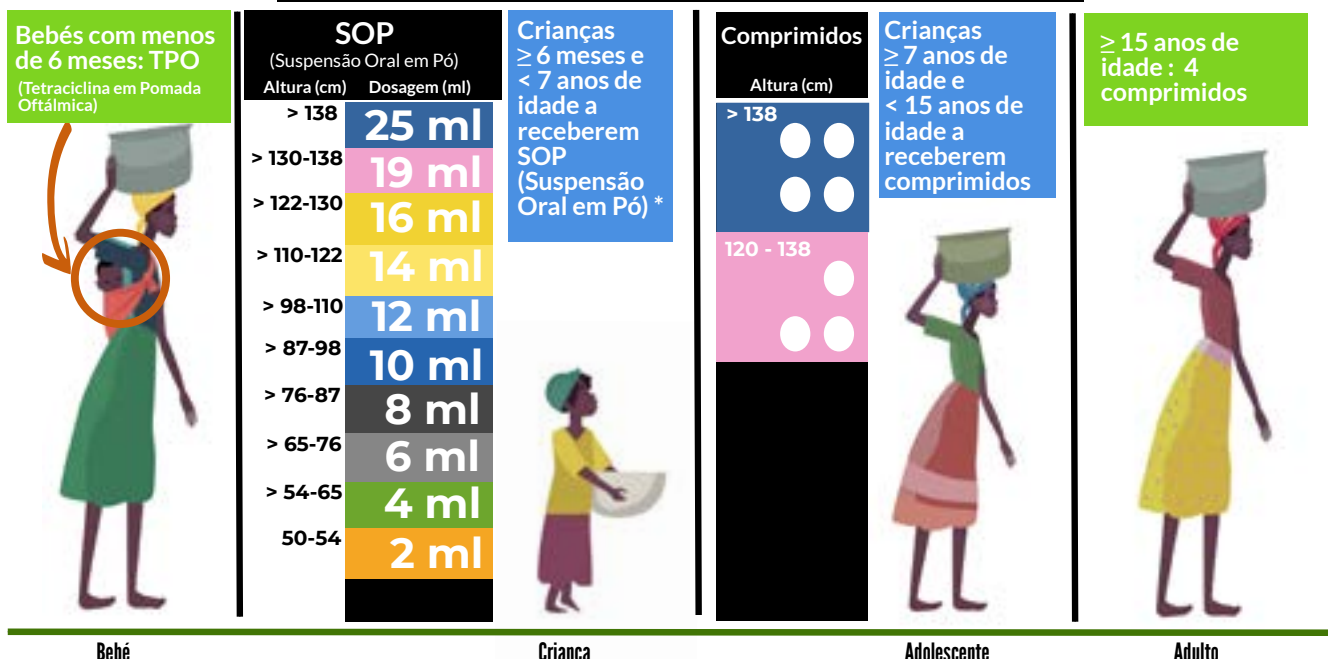 Bebés com menos
de 6 meses: TPO
(Tetraciclina em Pomada
Oftálmica)
SOP
(Suspensão Oral em Pó)
Altura (cm) Dosagem (ml)
> 138 25 ml
> 130-138 19 ml
> 122-130 16 ml
> 110-122 14 ml
> 98-110 12 ml
> 87-98 10 ml
> 76-87 8 ml
> 65-76 6 ml
> 54-65 4 ml
50-54 2 ml
Crianças
≥ 6 meses e
< 7 anos de
idade a
receberem
SOP
(Suspensão
Oral em Pó) *
Comprimidos
Altura (cm)
> 138
120 - 138
Crianças
≥ 7 anos de
idade e
< 15 anos de
idade a
receberem
comprimidos
≥ 15 anos de
idade : 4
comprimidos
Bebé
Criança
Adolescente
Adulto